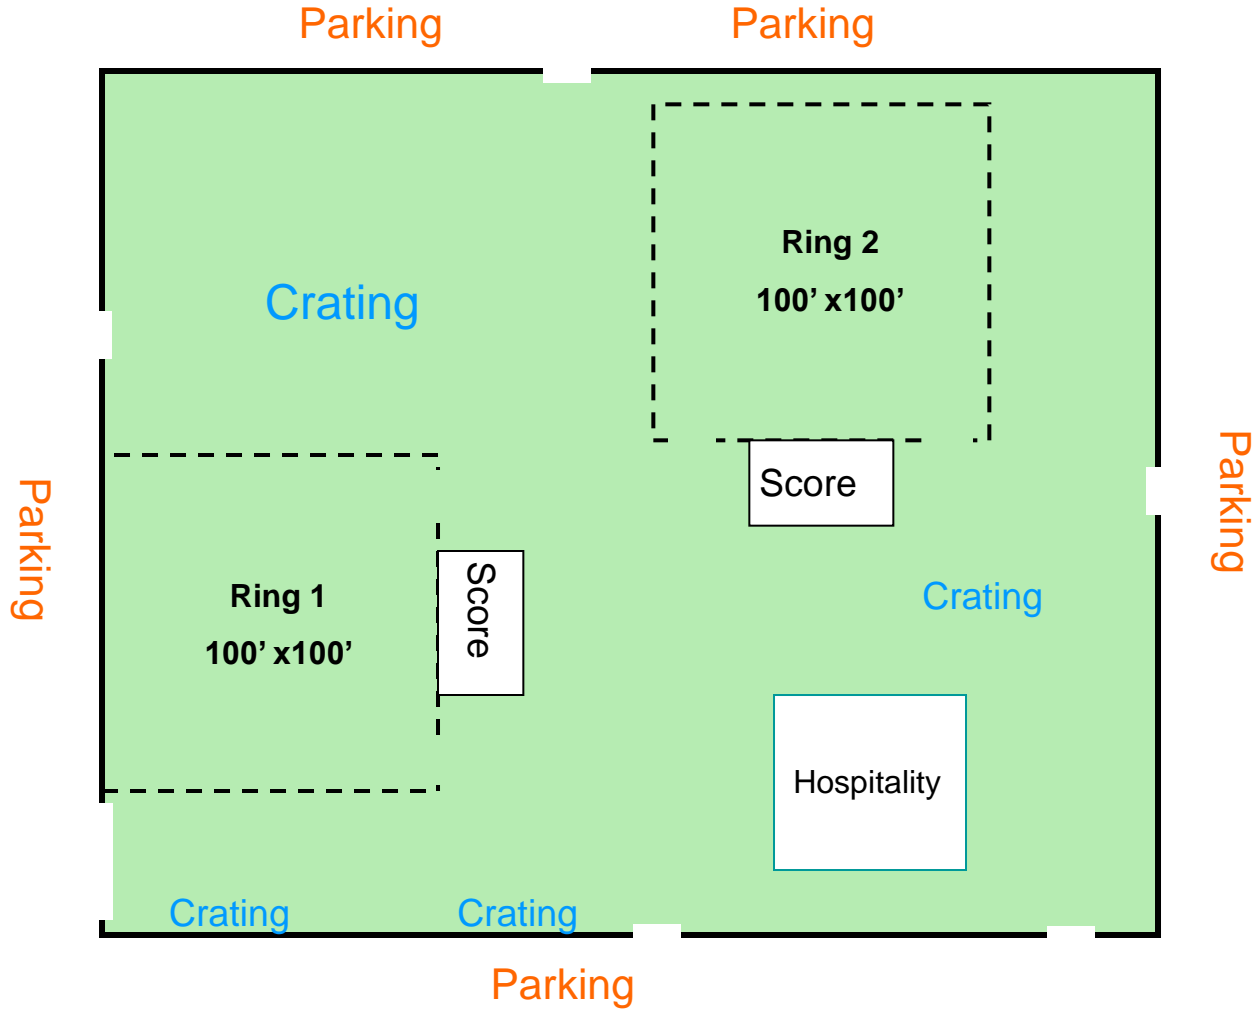 Parking
Parking
Ring 2
100’ x100’
Crating
Score
Parking
Parking
Ring 1
100’ x100’
Score
Crating
Hospitality
Crating
Crating
Parking